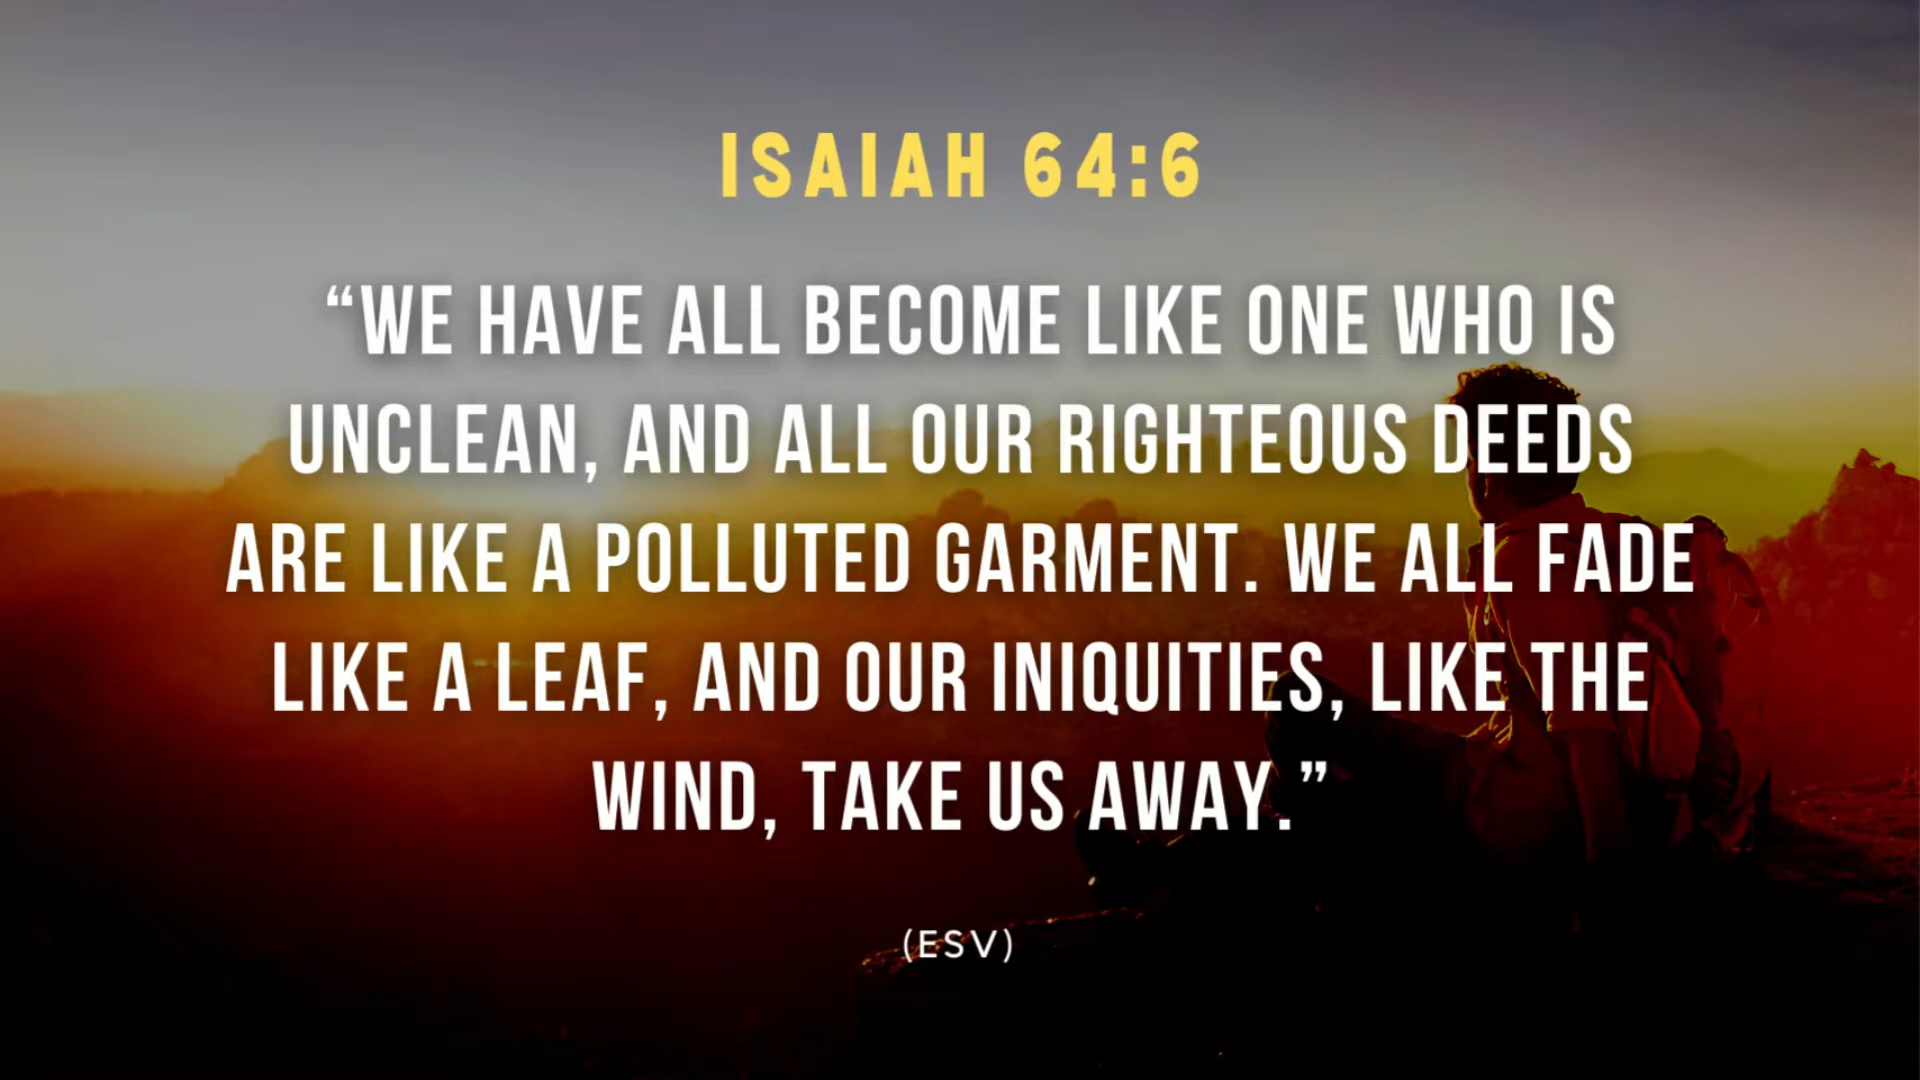 ISAIAH 64:6
“WE HAVE ALL BECOME LIKE ONE WHO IS
UNCLEAN, AND ALL OUR RIGHTEOUS DEEDS
ARE LIKE A POLLUTED GARMENT. WE ALL FADE
LIKE A LEAF, AND OUR INIQUITIES, LIKE THE
WIND, TAKE US AWAY.”
(ESV)